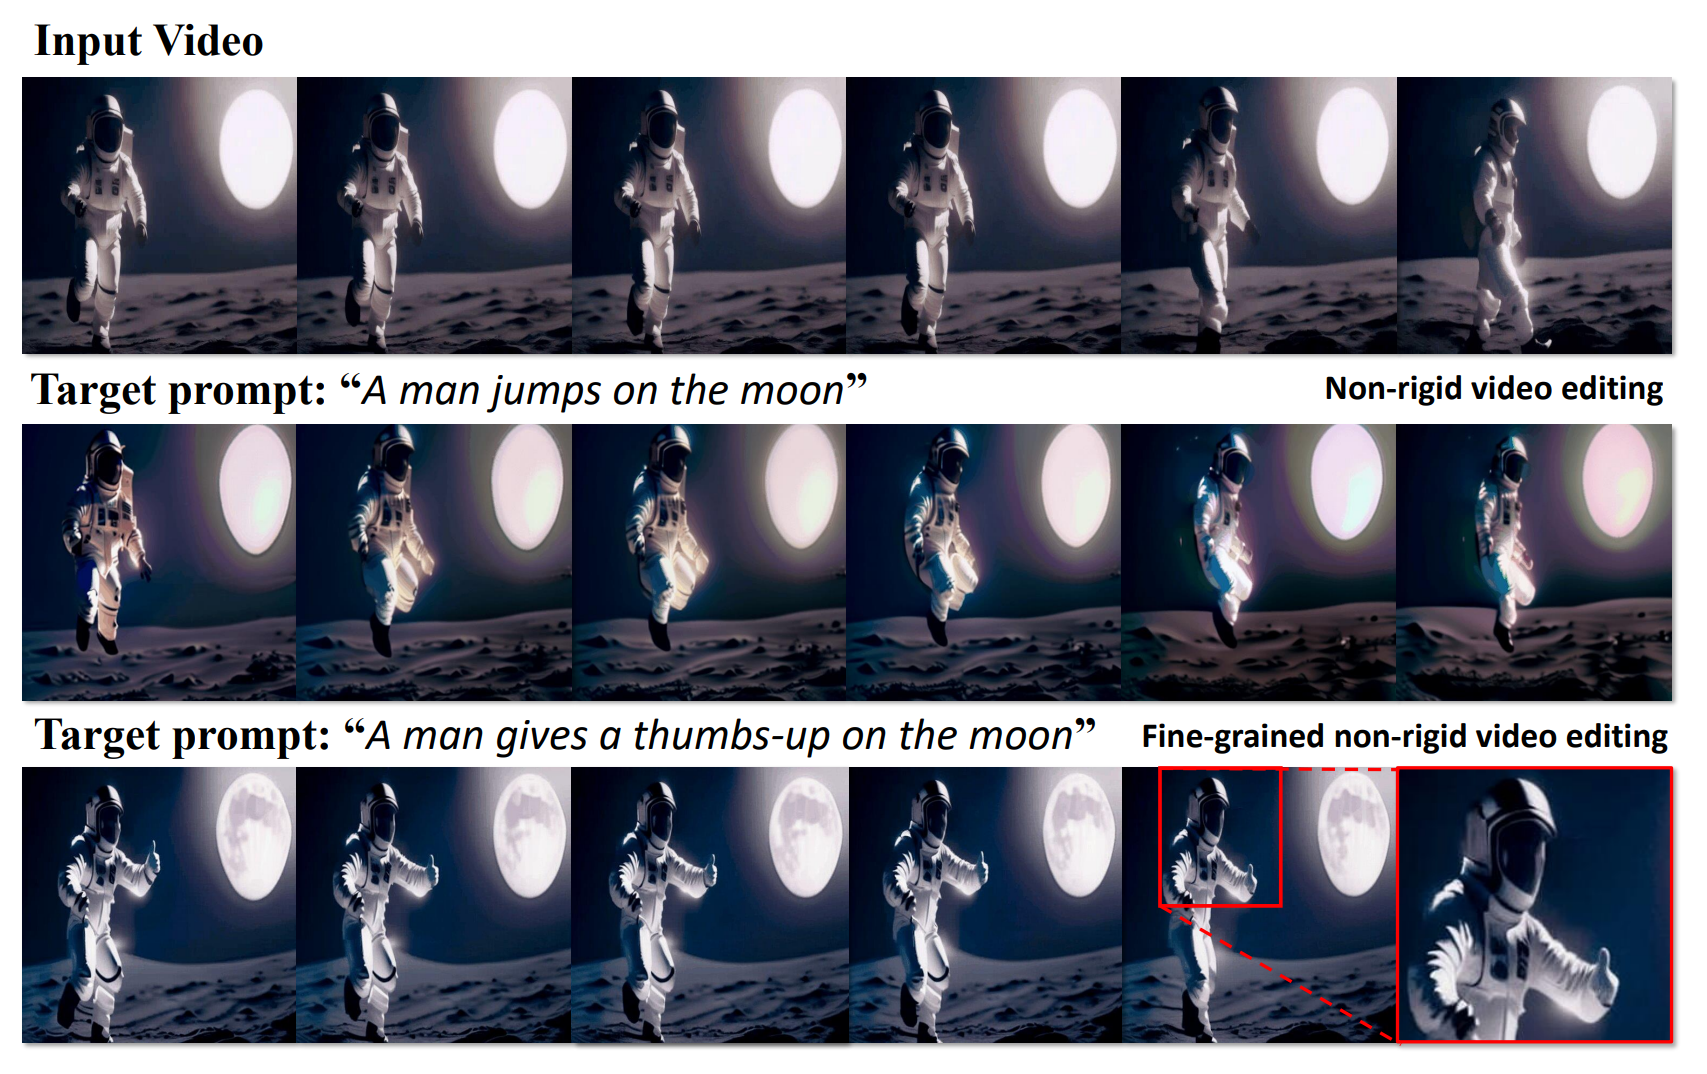 Input Video
Target prompt: “A man jumps on the moon”
Non-rigid video editing
Target prompt: “A man gives a thumbs-up on the moon”
Fine-grained non-rigid video editing